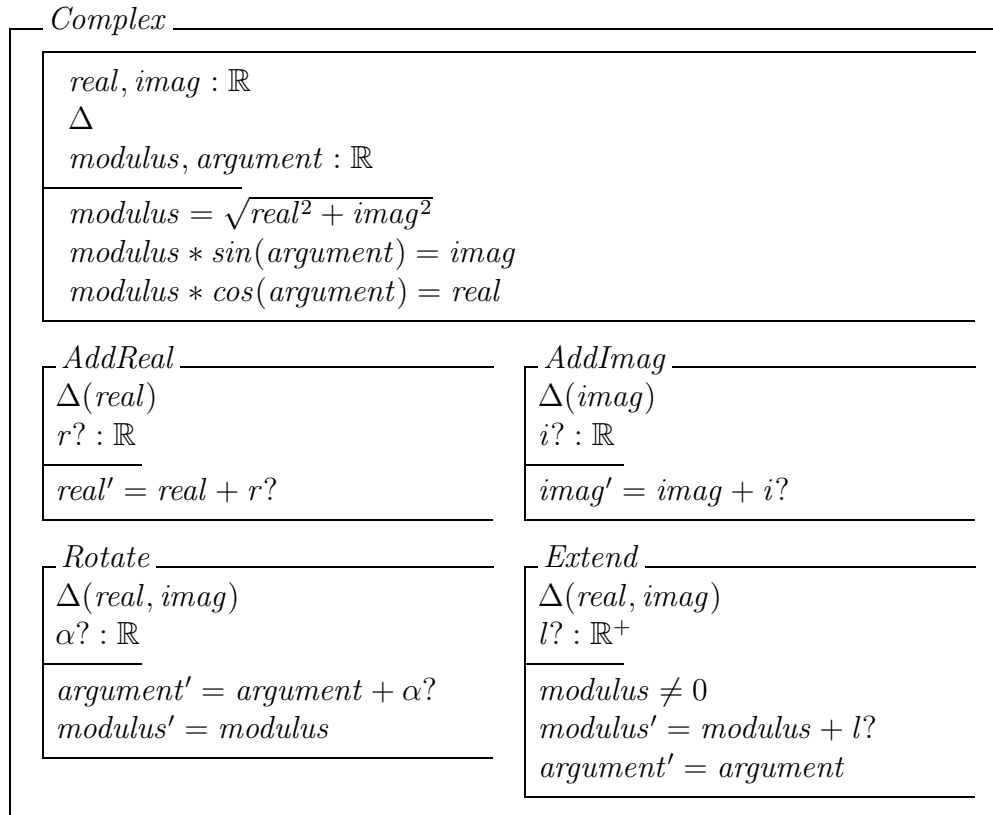 Complex
real, imag : ℝ
Δ
modulus, argument : ℝ
modulus = √(real² + imag²)
modulus ∗ sin(argument) = imag
modulus ∗ cos(argument) = real
AddReal
Δ(real)
r? : ℝ
real′ = real + r?
AddImag
Δ(imag)
i? : ℝ
imag′ = imag + i?
Rotate
Δ(real, imag)
α? : ℝ
argument′ = argument + α?
modulus′ = modulus
Extend
Δ(real, imag)
l? : ℝ⁺
modulus ≠ 0
modulus′ = modulus + l?
argument′ = argument